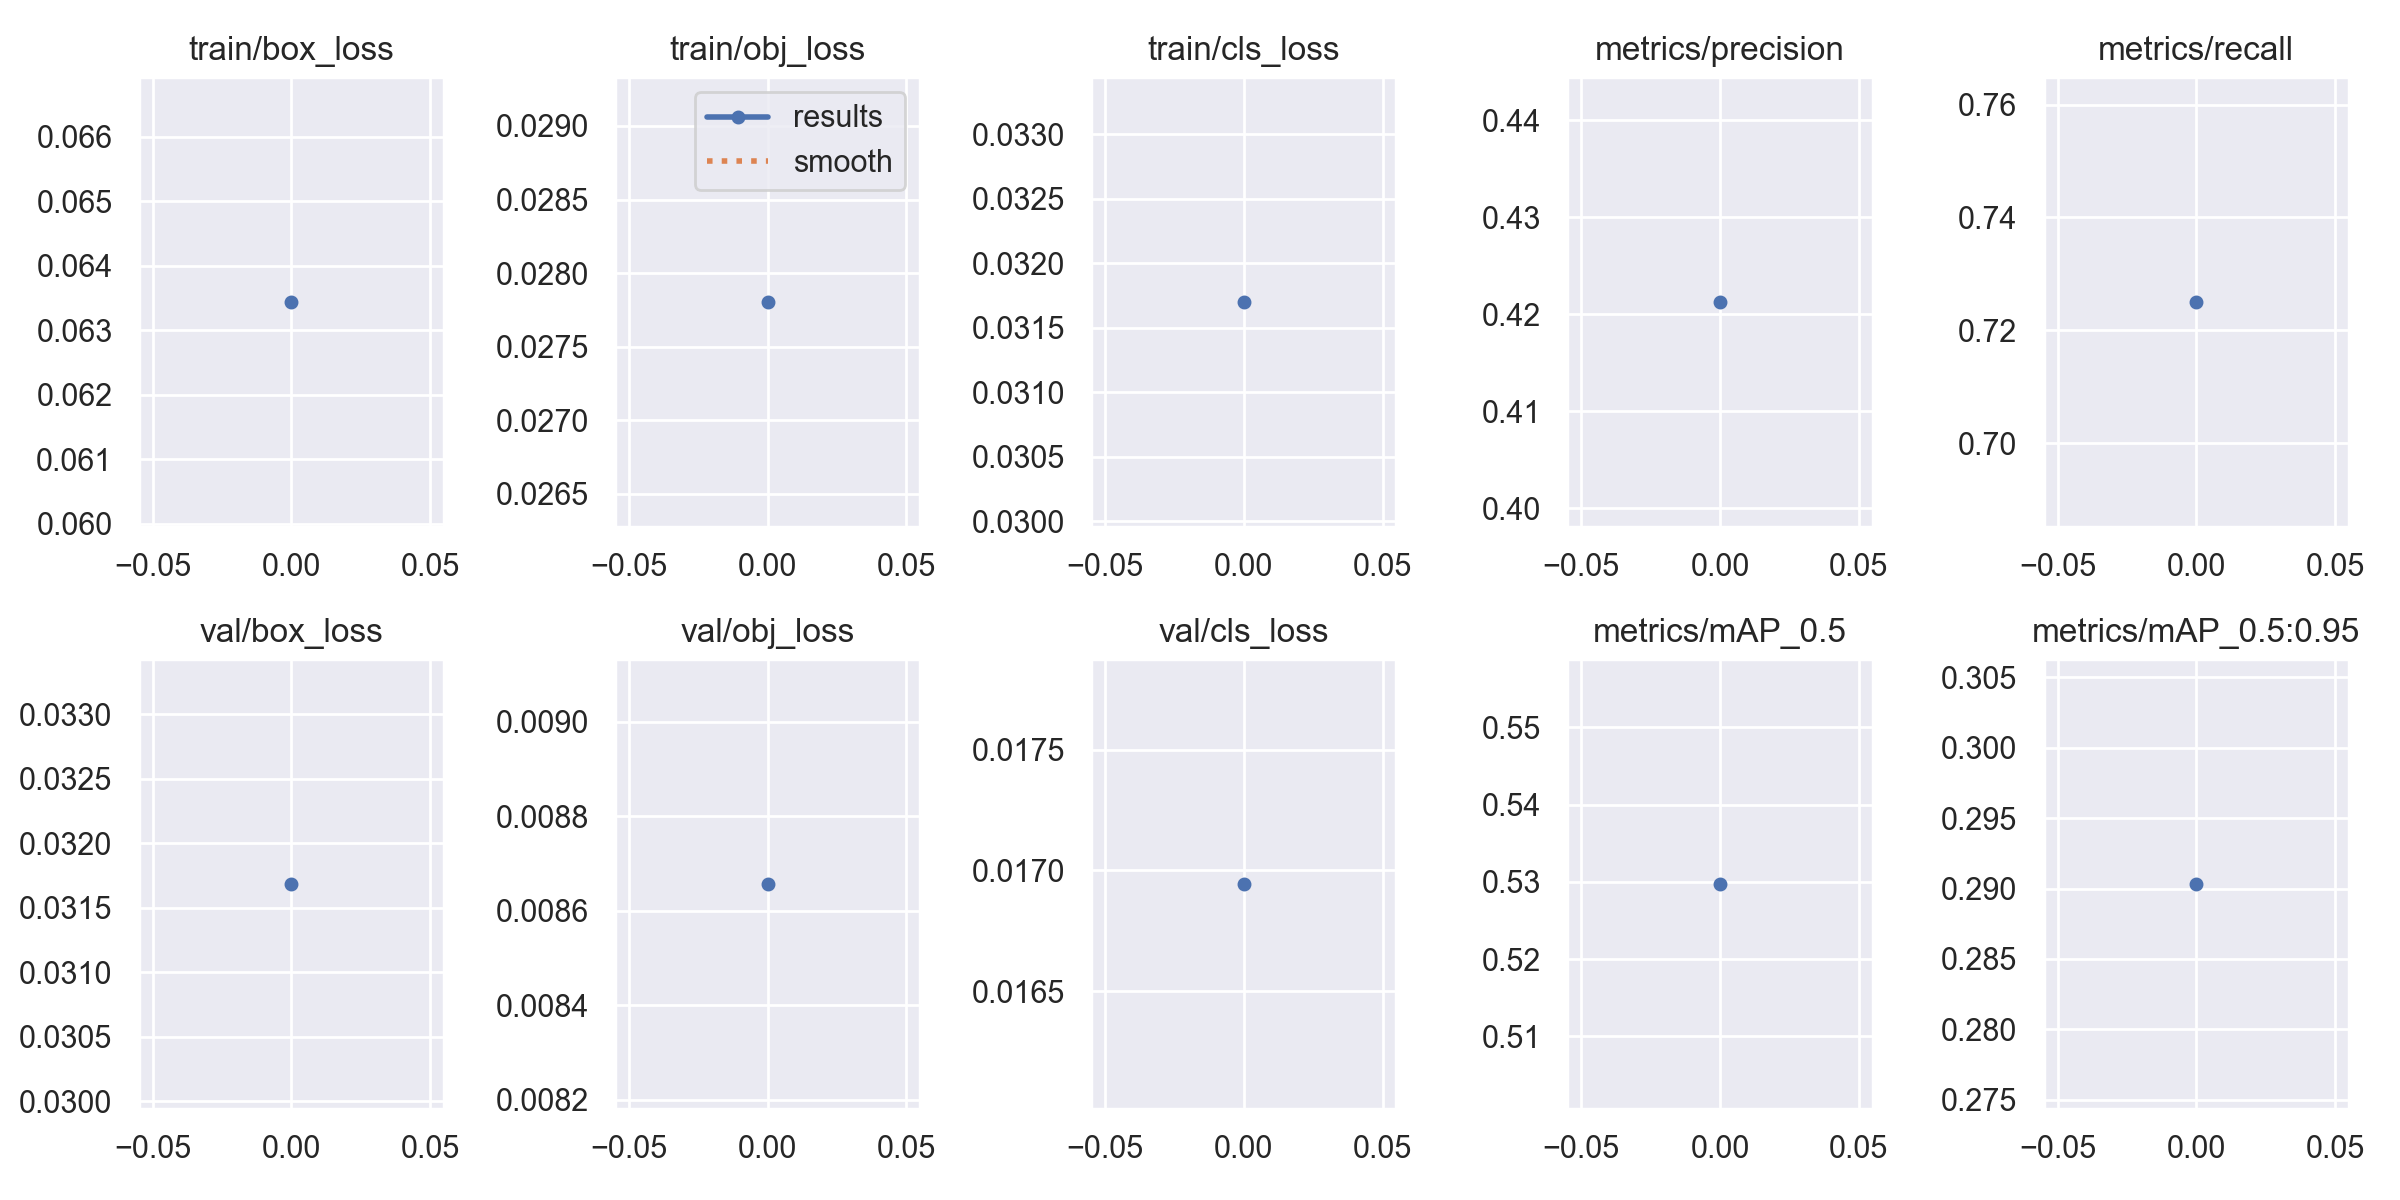 train/box_loss
0.066
0.065
0.064
0.063
0.062
0.061
0.060
−0.05 0.00 0.05
train/obj_loss
results
smooth
0.0290
0.0285
0.0280
0.0275
0.0270
0.0265
−0.05 0.00 0.05
train/cls_loss
0.0330
0.0325
0.0320
0.0315
0.0310
0.0305
0.0300
−0.05 0.00 0.05
metrics/precision
0.44
0.43
0.42
0.41
0.40
−0.05 0.00 0.05
metrics/recall
0.76
0.74
0.72
0.70
−0.05 0.00 0.05
val/box_loss
0.0330
0.0325
0.0320
0.0315
0.0310
0.0305
0.0300
−0.05 0.00 0.05
val/obj_loss
0.0090
0.0088
0.0086
0.0084
0.0082
−0.05 0.00 0.05
val/cls_loss
0.0175
0.0170
0.0165
−0.05 0.00 0.05
metrics/mAP_0.5
0.55
0.54
0.53
0.52
0.51
−0.05 0.00 0.05
metrics/mAP_0.5:0.95
0.305
0.300
0.295
0.290
0.285
0.280
0.275
−0.05 0.00 0.05